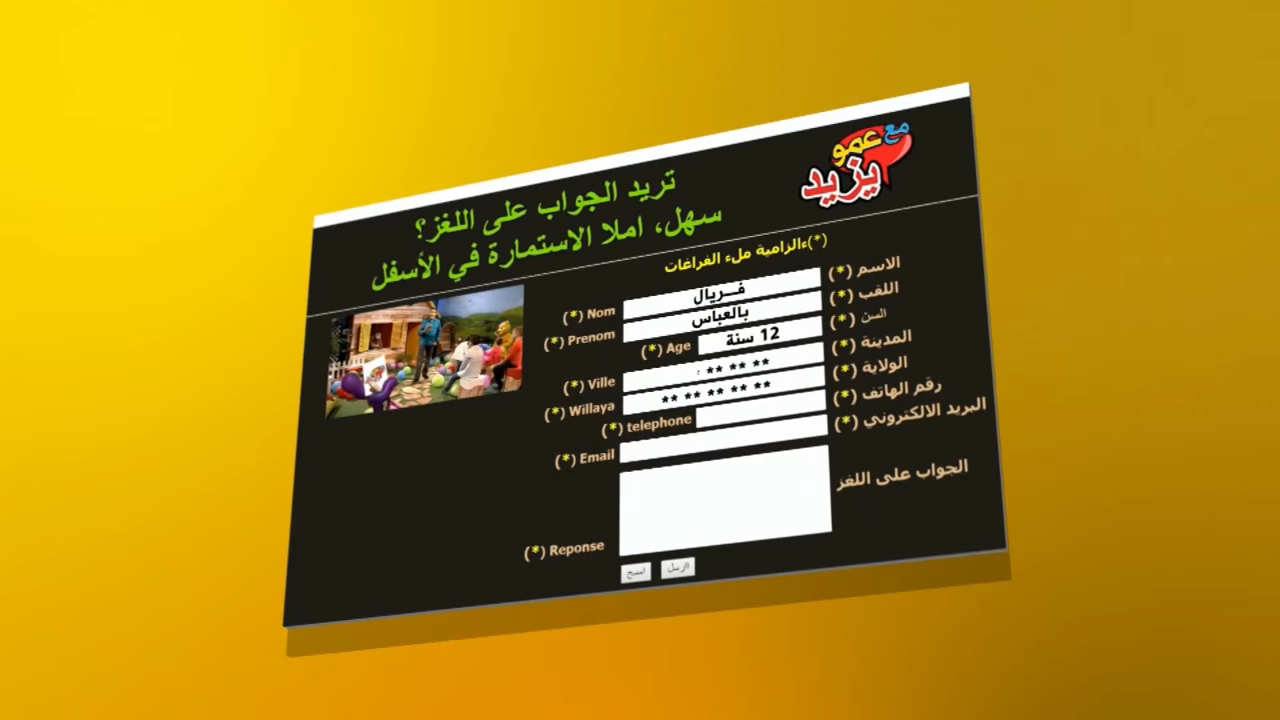 مع عمو يزيد
تريد الجواب على اللغز؟
سهل، املا الاستمارة في الأسفل
(*)ءالزامية ملء الفراغات
الاسم (*) فـريال Nom (*)
اللقب (*) بالعباس Prenom (*)
السن (*) 12 سنة Age (*)
المدينة (*) ** ** ** Ville (*)
الولاية (*) ** ** ** ** ** Willaya (*)
رقم الهاتف (*) telephone (*)
البريد الالكتروني (*) Email (*)
الجواب على اللغز
Reponse (*)
ارسل امسح